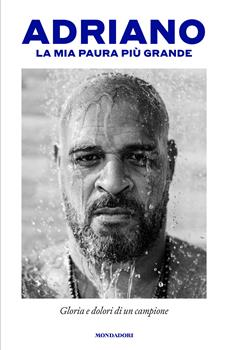 ADRIANO
LA MIA PAURA PIÙ GRANDE
Gloria e dolori di un campione
MONDADORI